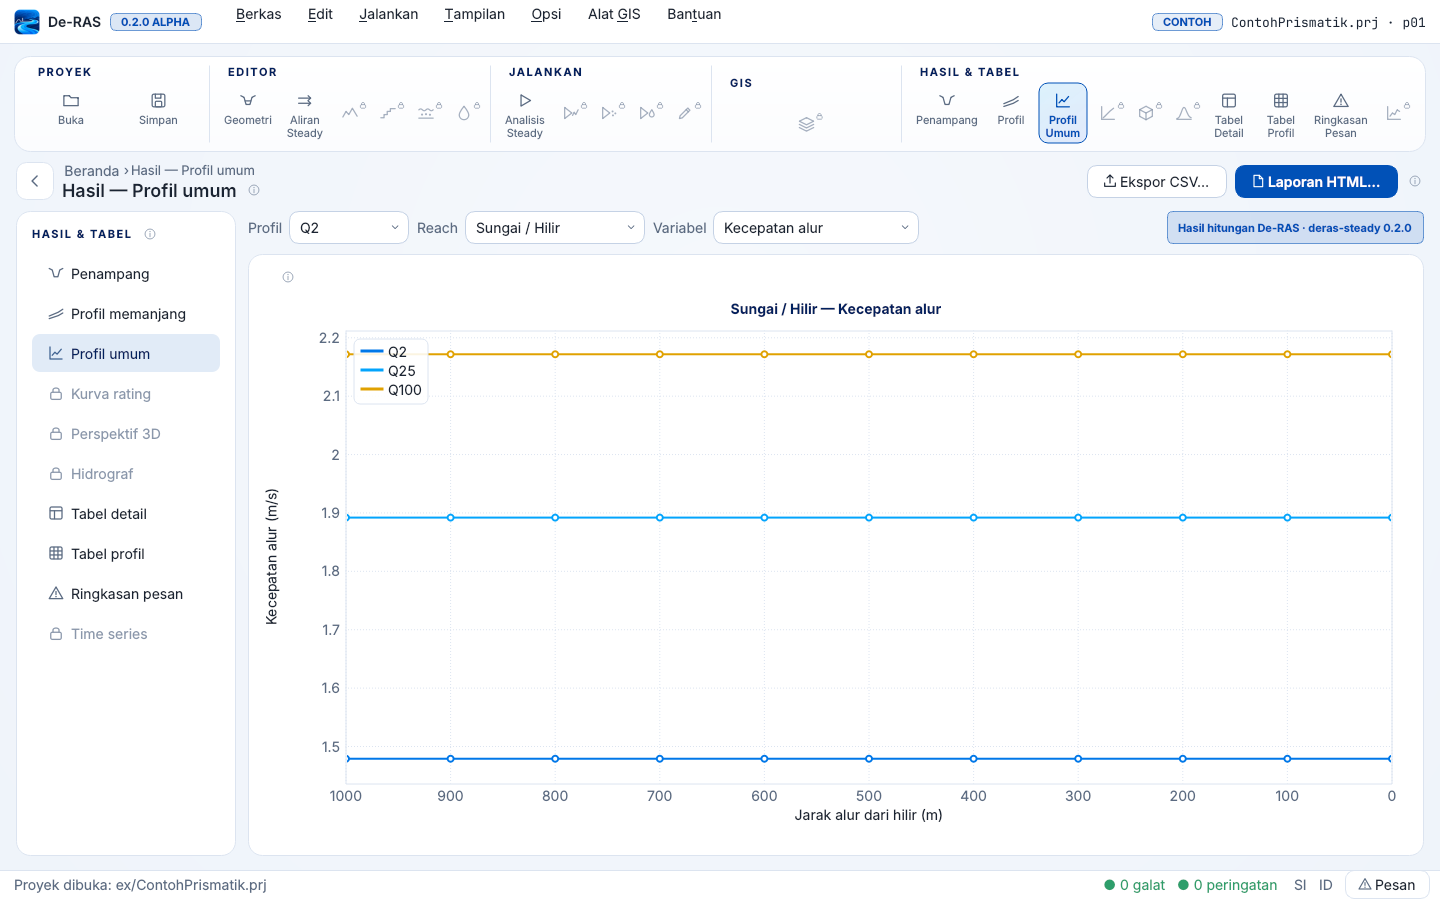 De-RAS 0.2.0 ALPHA Berkas Edit Jalankan Tampilan Opsi Alat GIS Bantuan CONTOH ContohPrismatik.prj · p01
PROYEK EDITOR JALANKAN GIS HASIL & TABEL
Buka Simpan Geometri Aliran Steady Analisis Steady Penampang Profil Profil Umum Tabel Detail Tabel Profil Ringkasan Pesan
Beranda › Hasil — Profil umum
Hasil — Profil umum
Ekspor CSV... Laporan HTML...
HASIL & TABEL
Penampang
Profil memanjang
Profil umum
Kurva rating
Perspektif 3D
Hidrograf
Tabel detail
Tabel profil
Ringkasan pesan
Time series
Profil Q2 Reach Sungai / Hilir Variabel Kecepatan alur Hasil hitungan De-RAS · deras-steady 0.2.0
Sungai / Hilir — Kecepatan alur
Q2
Q25
Q100
Kecepatan alur (m/s)
2.2
2.1
2
1.9
1.8
1.7
1.6
1.5
1000 900 800 700 600 500 400 300 200 100 0
Jarak alur dari hilir (m)
Proyek dibuka: ex/ContohPrismatik.prj 0 galat 0 peringatan SI ID Pesan